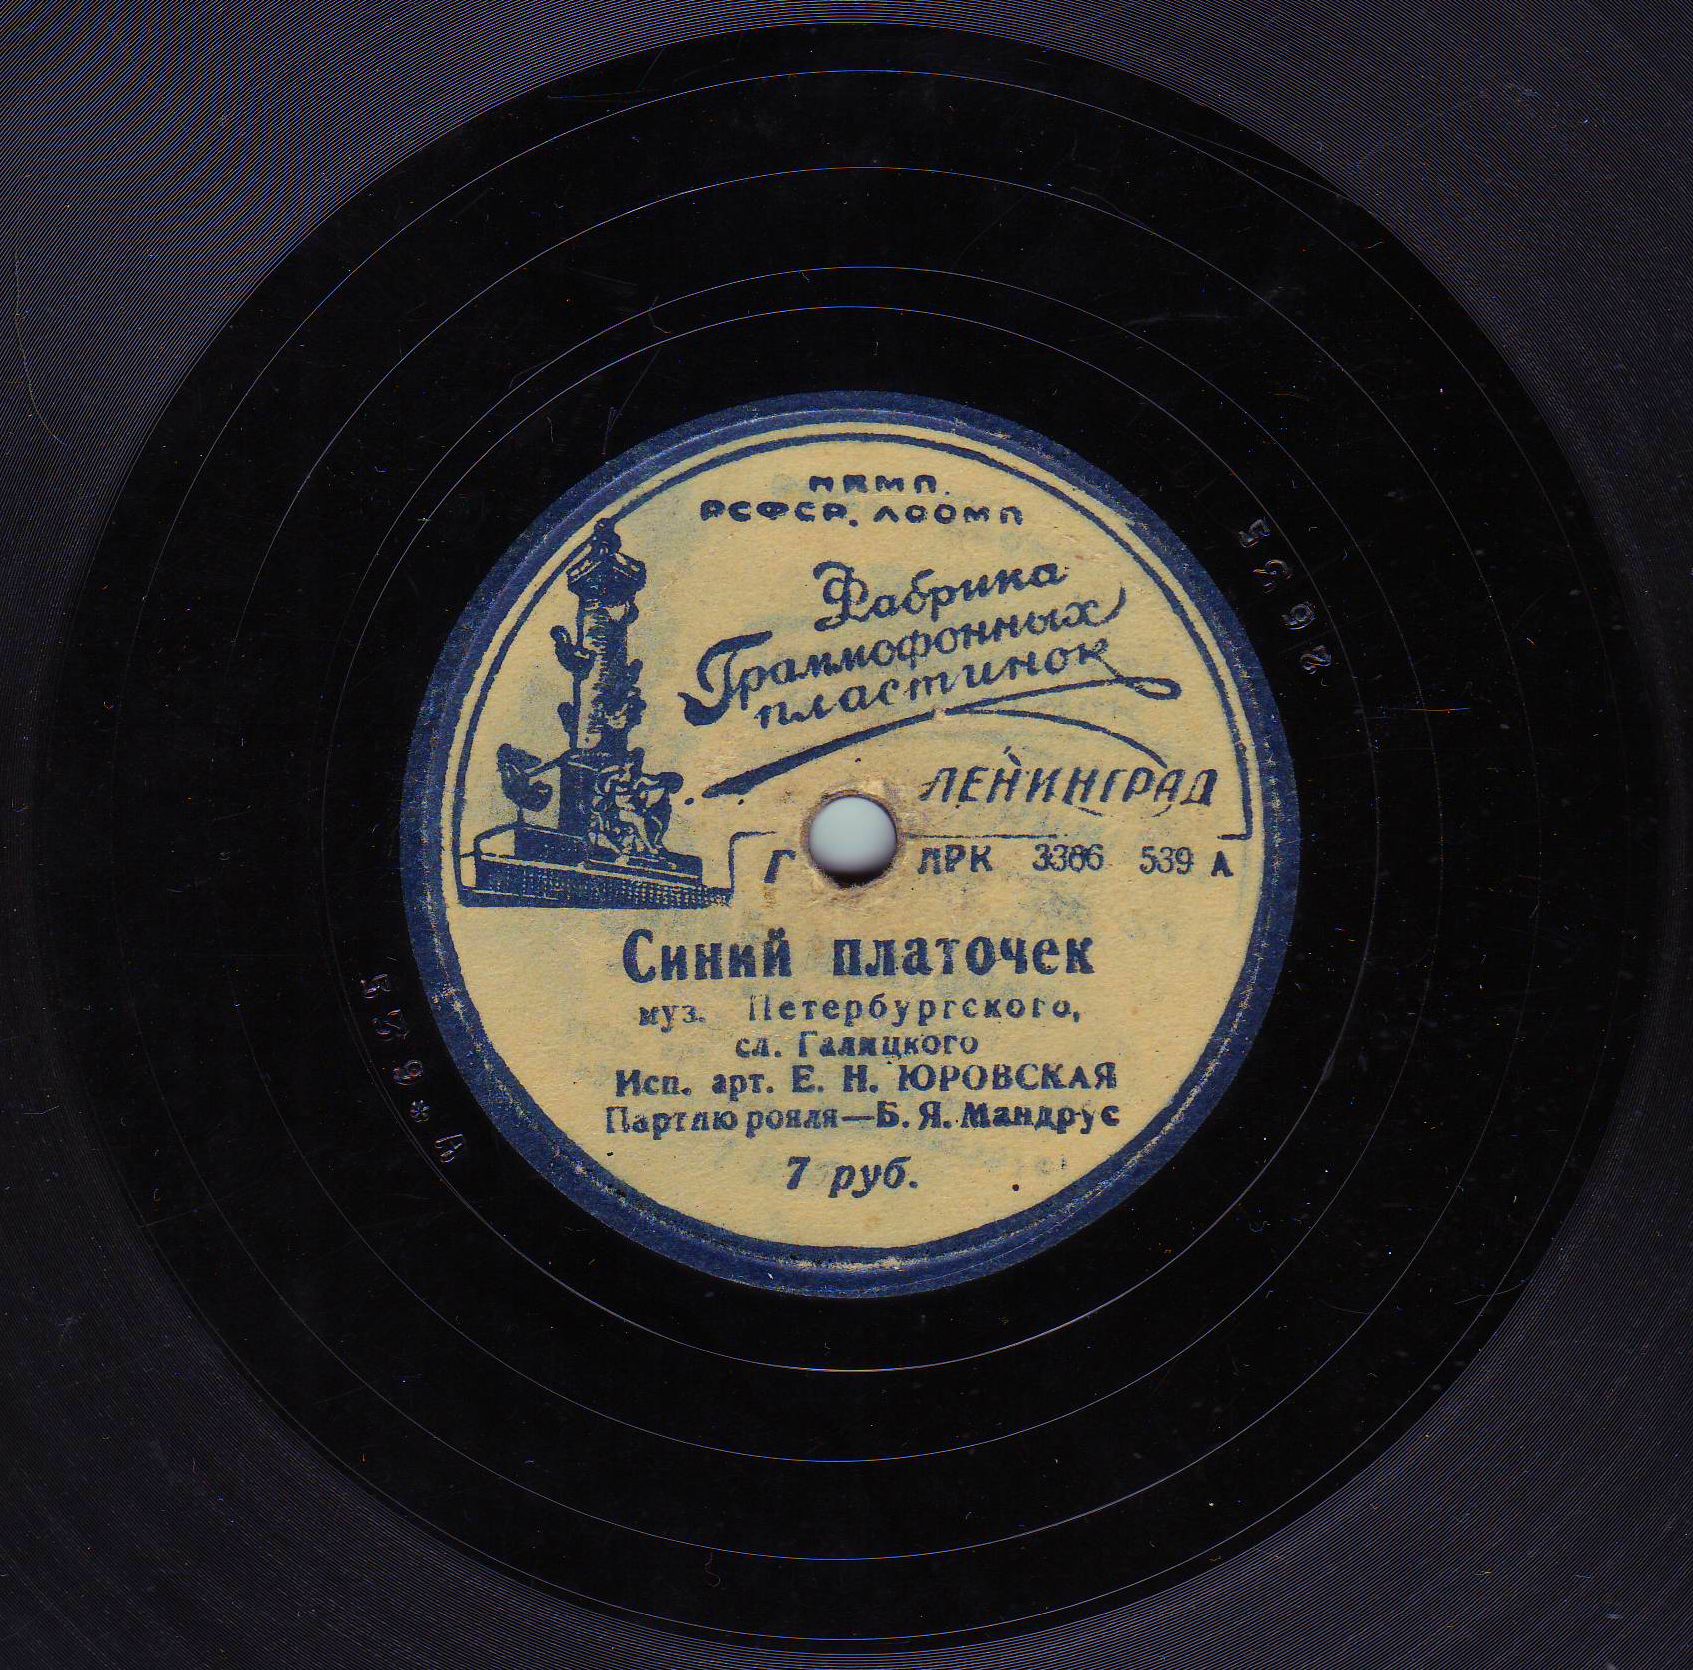 НКМП.
РСФСР. ЛООМП
Фабрика
Граммофонных
пластинок
ЛЕНИНГРАД
Г ЛРК 3386 539 А
Синий платочек
муз. Петербургского,
сл. Галицкого
Исп. арт. Е. Н. ЮРОВСКАЯ
Партию рояля—Б. Я. Мандрус
7 руб.